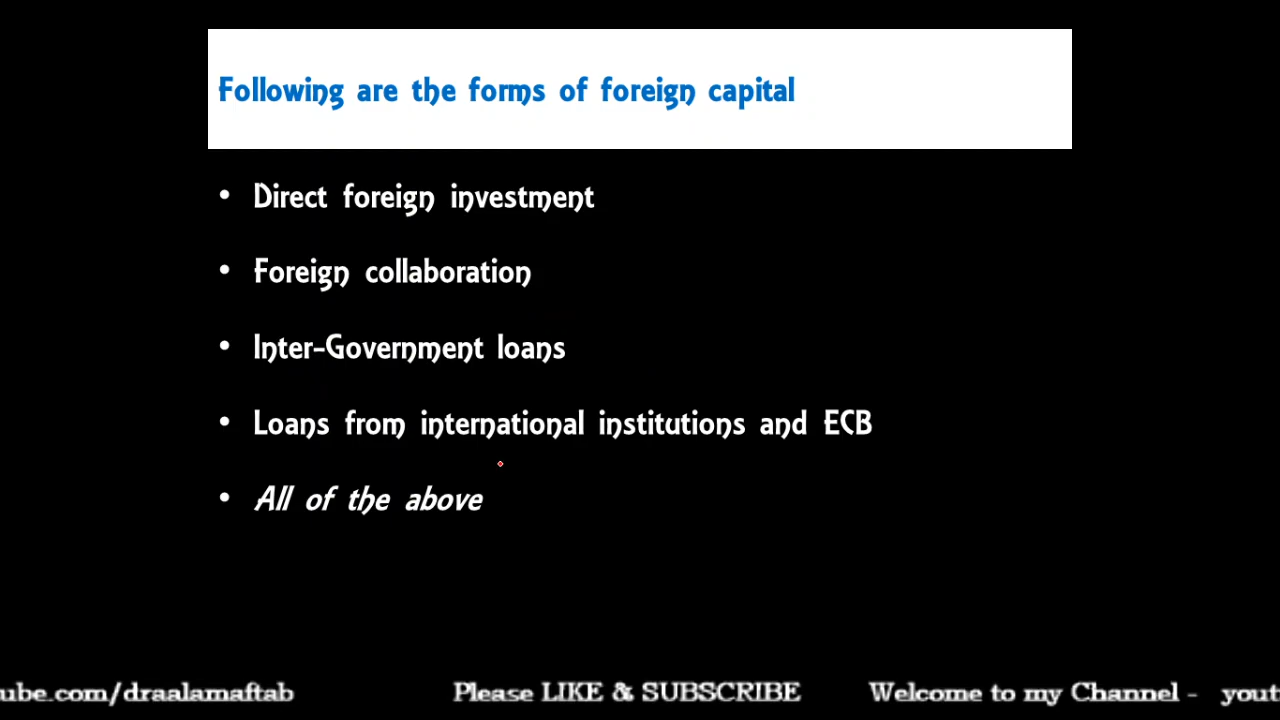 Following are the forms of foreign capital
• Direct foreign investment
• Foreign collaboration
• Inter-Government loans
• Loans from international institutions and ECB
• All of the above
ube.com/draalamaftab Please LIKE & SUBSCRIBE Welcome to my Channel - yout